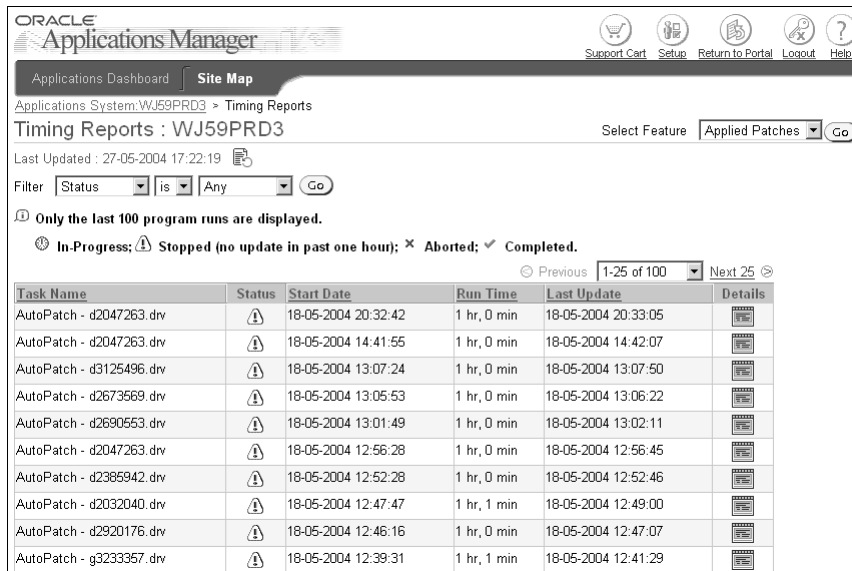 ORACLE
Applications Manager
Support Cart Setup Return to Portal Logout Help
Applications Dashboard Site Map
Applications System:WJ59PRD3 > Timing Reports
Timing Reports : WJ59PRD3
Select Feature Applied Patches Go
Last Updated : 27-05-2004 17:22:19
Filter Status is Any Go
Only the last 100 program runs are displayed.
In-Progress; Stopped (no update in past one hour); Aborted; Completed.
Previous 1-25 of 100 Next 25
Task Name Status Start Date Run Time Last Update Details
AutoPatch - d2047263.drv 18-05-2004 20:32:42 1 hr, 0 min 18-05-2004 20:33:05
AutoPatch - d2047263.drv 18-05-2004 14:41:55 1 hr, 0 min 18-05-2004 14:42:07
AutoPatch - d3125496.drv 18-05-2004 13:07:24 1 hr, 0 min 18-05-2004 13:07:50
AutoPatch - d2673569.drv 18-05-2004 13:05:53 1 hr, 0 min 18-05-2004 13:06:22
AutoPatch - d2690553.drv 18-05-2004 13:01:49 1 hr, 0 min 18-05-2004 13:02:11
AutoPatch - d2047263.drv 18-05-2004 12:56:28 1 hr, 0 min 18-05-2004 12:56:45
AutoPatch - d2385942.drv 18-05-2004 12:52:28 1 hr, 0 min 18-05-2004 12:52:46
AutoPatch - d2032040.drv 18-05-2004 12:47:47 1 hr, 1 min 18-05-2004 12:49:00
AutoPatch - d2920176.drv 18-05-2004 12:46:16 1 hr, 0 min 18-05-2004 12:47:07
AutoPatch - g3233357.drv 18-05-2004 12:39:31 1 hr, 1 min 18-05-2004 12:41:29